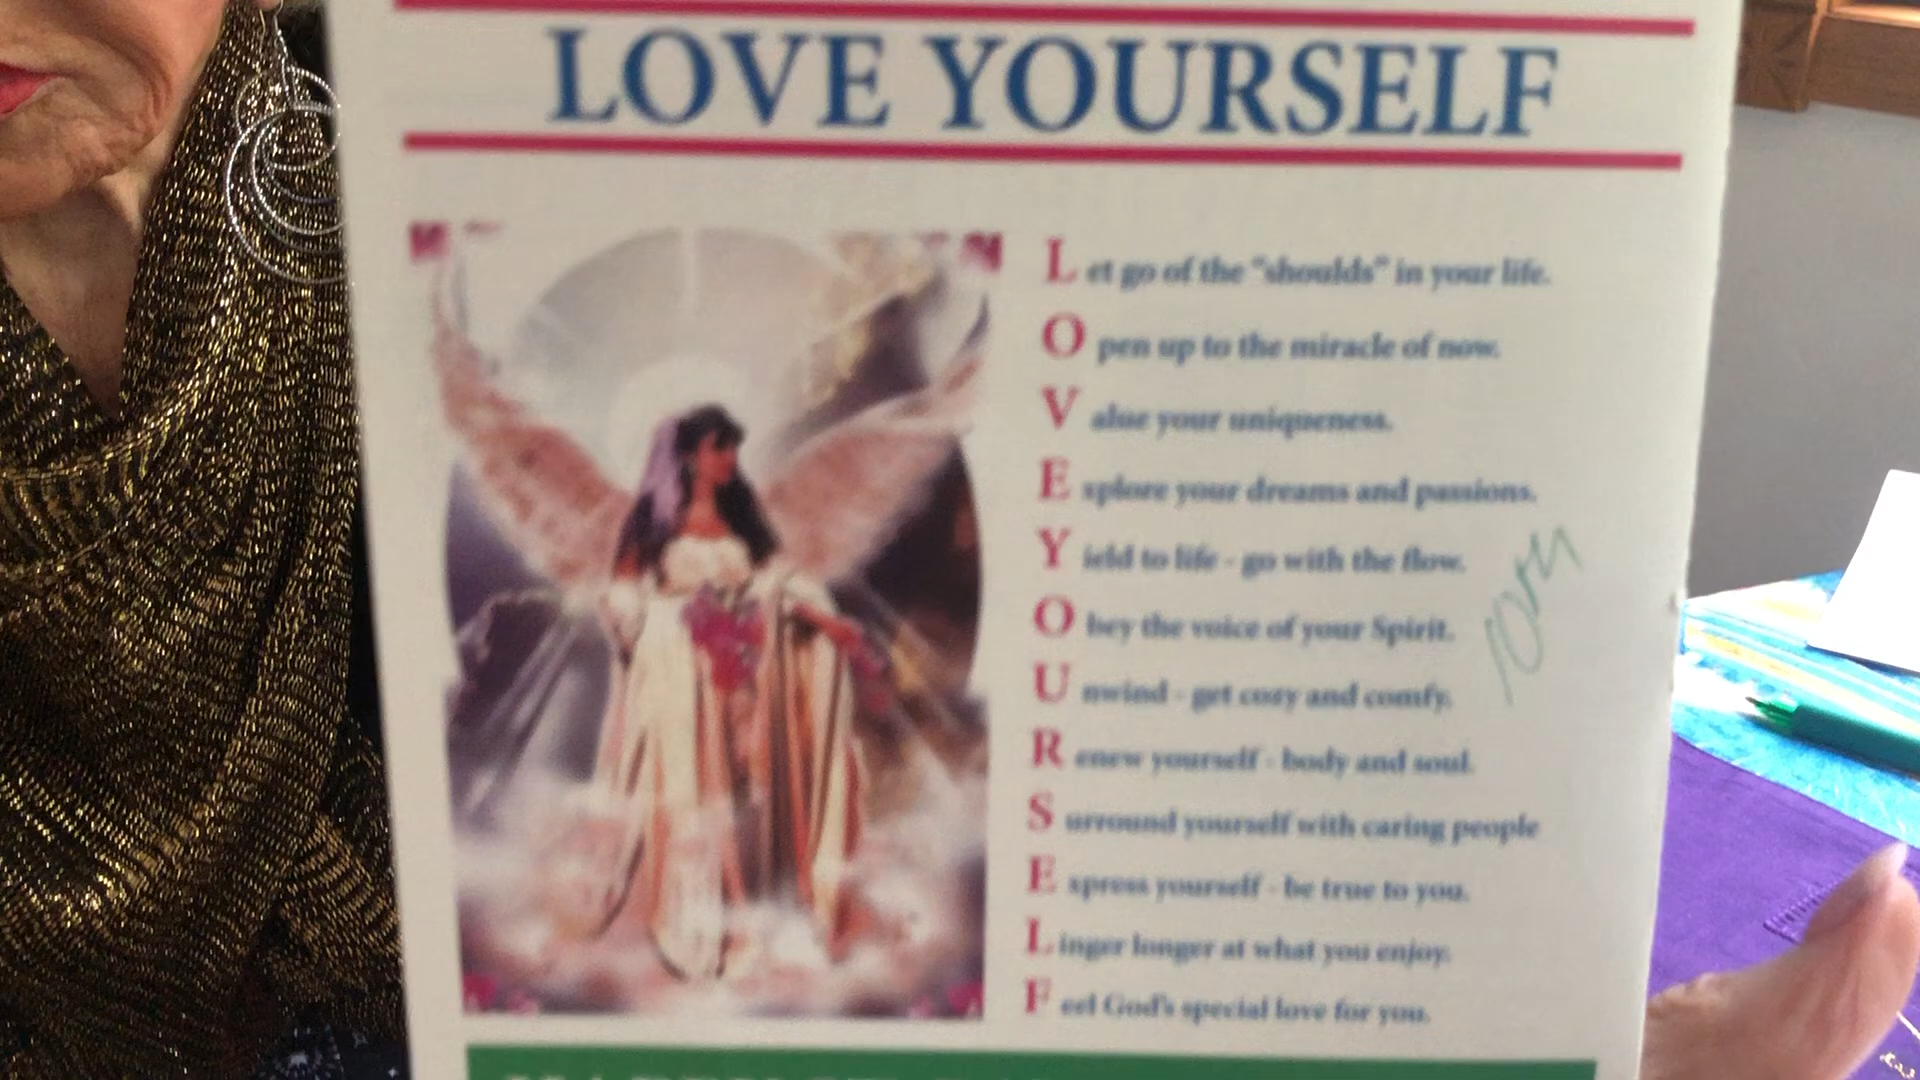 LOVE YOURSELF
Let go of the "shoulds" in your life.
Open up to the miracle of now.
Value your uniqueness.
Explore your dreams and passions.
Yield to life - go with the flow.
Obey the voice of your Spirit.
Unwind - get cozy and comfy.
Renew yourself - body and soul.
Surround yourself with caring people
Express yourself - be true to you.
Linger longer at what you enjoy.
Feel God's special love for you.